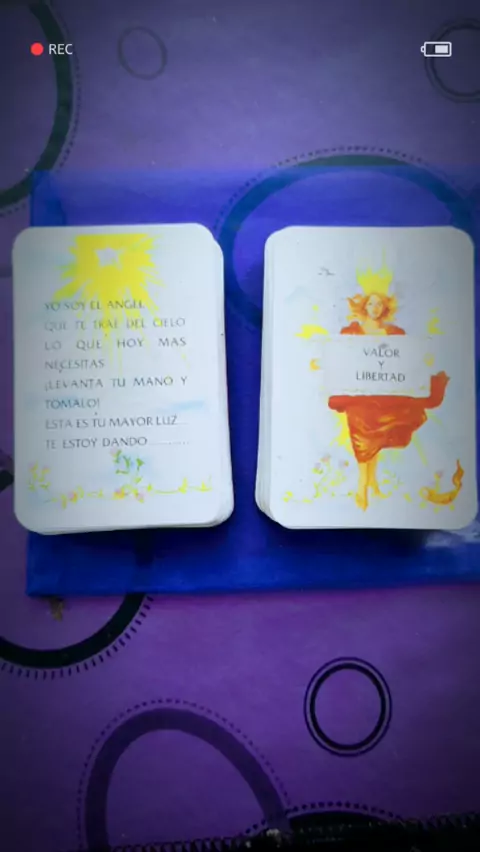 REC
YO SOY EL ANGEL
QUE TE TRAE DEL CIELO
LO QUE HOY MAS
NECESITAS
¡LEVANTA TU MANO Y
TOMALO!
ESTA ES TU MAYOR LUZ...
TE ESTOY DANDO..........
VALOR
Y
LIBERTAD